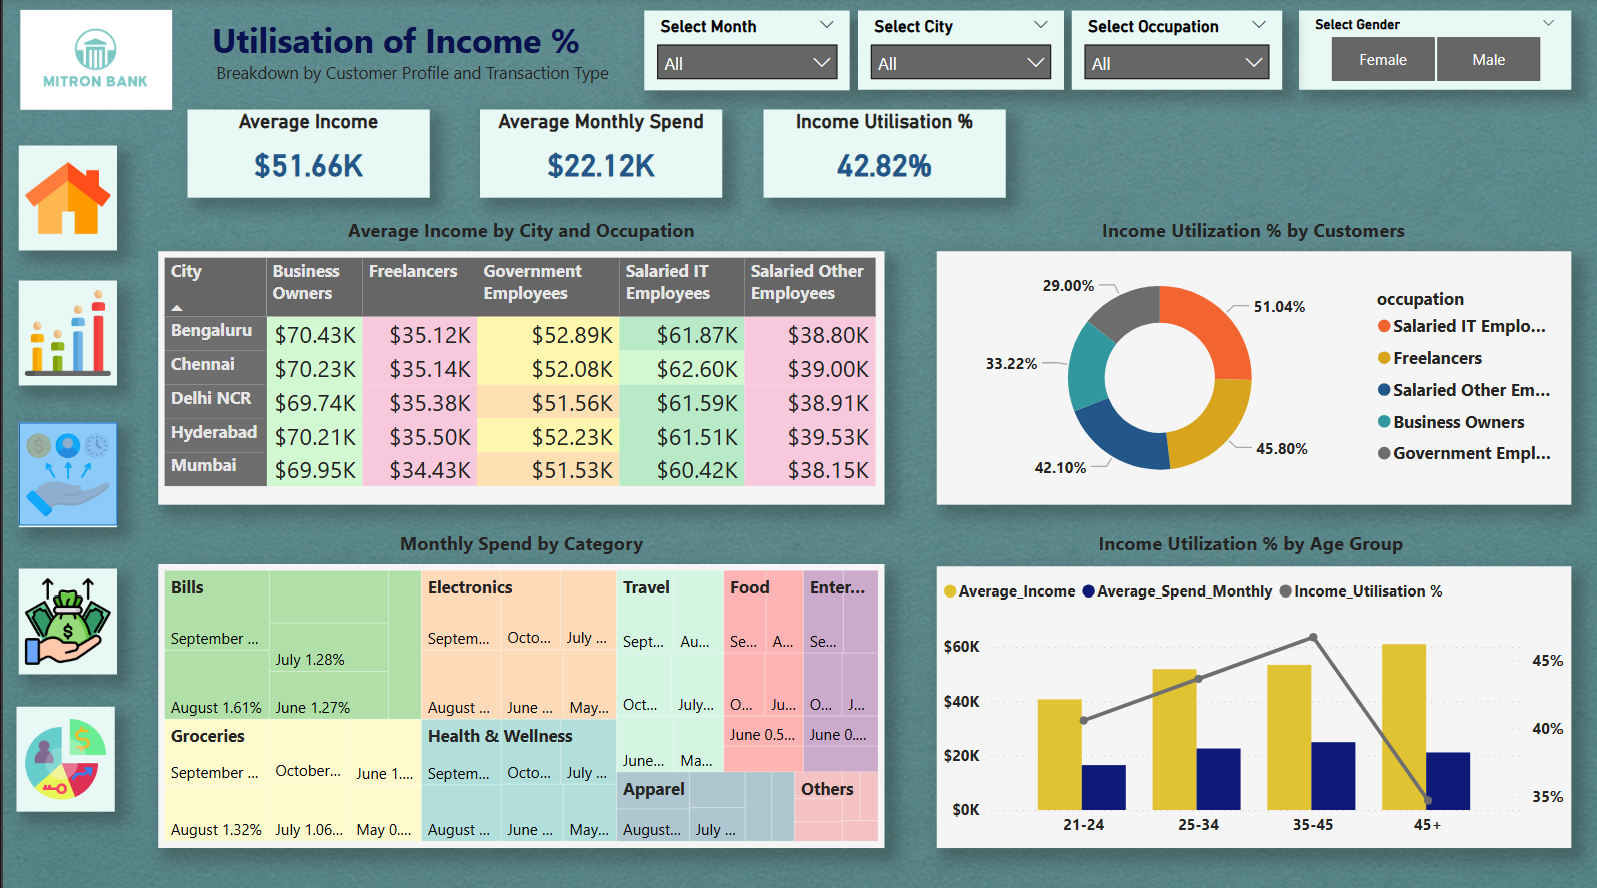 MITRON BANK
Utilisation of Income %
Breakdown by Customer Profile and Transaction Type
Select Month
All
Select City
All
Select Occupation
All
Select Gender
Female
Male
Average Income
$51.66K
Average Monthly Spend
$22.12K
Income Utilisation %
42.82%
Average Income by City and Occupation
City Business Owners Freelancers Government Employees Salaried IT Employees Salaried Other Employees
Bengaluru $70.43K $35.12K $52.89K $61.87K $38.80K
Chennai $70.23K $35.14K $52.08K $62.60K $39.00K
Delhi NCR $69.74K $35.38K $51.56K $61.59K $38.91K
Hyderabad $70.21K $35.50K $52.23K $61.51K $39.53K
Mumbai $69.95K $34.43K $51.53K $60.42K $38.15K
Income Utilization % by Customers
29.00%
51.04%
33.22%
42.10%
45.80%
occupation
Salaried IT Emplo...
Freelancers
Salaried Other Em...
Business Owners
Government Empl...
Monthly Spend by Category
Bills
September ...
July 1.28%
August 1.61%
June 1.27%
Electronics
Septem...
Octo...
July ...
August ...
June ...
May...
Travel
Sept...
Au...
Oct...
July...
June...
Ma...
Food
Se...
A...
O...
Ju...
June 0.5...
Enter...
Se...
O...
J...
June 0....
Groceries
September ...
October...
June 1....
August 1.32%
July 1.06...
May 0....
Health & Wellness
Septem...
Octo...
July ...
August ...
June ...
May...
Apparel
August...
July ...
Others
Income Utilization % by Age Group
Average_Income Average_Spend_Monthly Income_Utilisation %
$60K
$40K
$20K
$0K
45%
40%
35%
21-24
25-34
35-45
45+